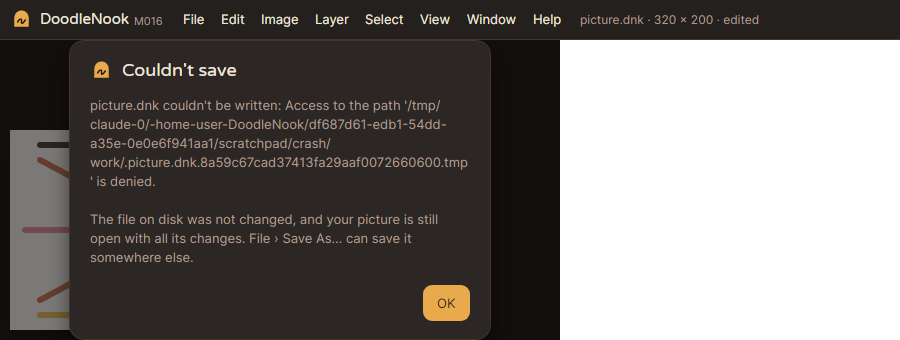 DoodleNook M016 File Edit Image Layer Select View Window Help picture.dnk · 320 × 200 · edited
Couldn't save
picture.dnk couldn't be written: Access to the path '/tmp/
claude-0/-home-user-DoodleNook/df687d61-edb1-54dd-
a35e-0e0e6f941aa1/scratchpad/crash/
work/.picture.dnk.8a59c67cad37413fa29aaf0072660600.tmp
' is denied.
The file on disk was not changed, and your picture is still
open with all its changes. File › Save As... can save it
somewhere else.
OK